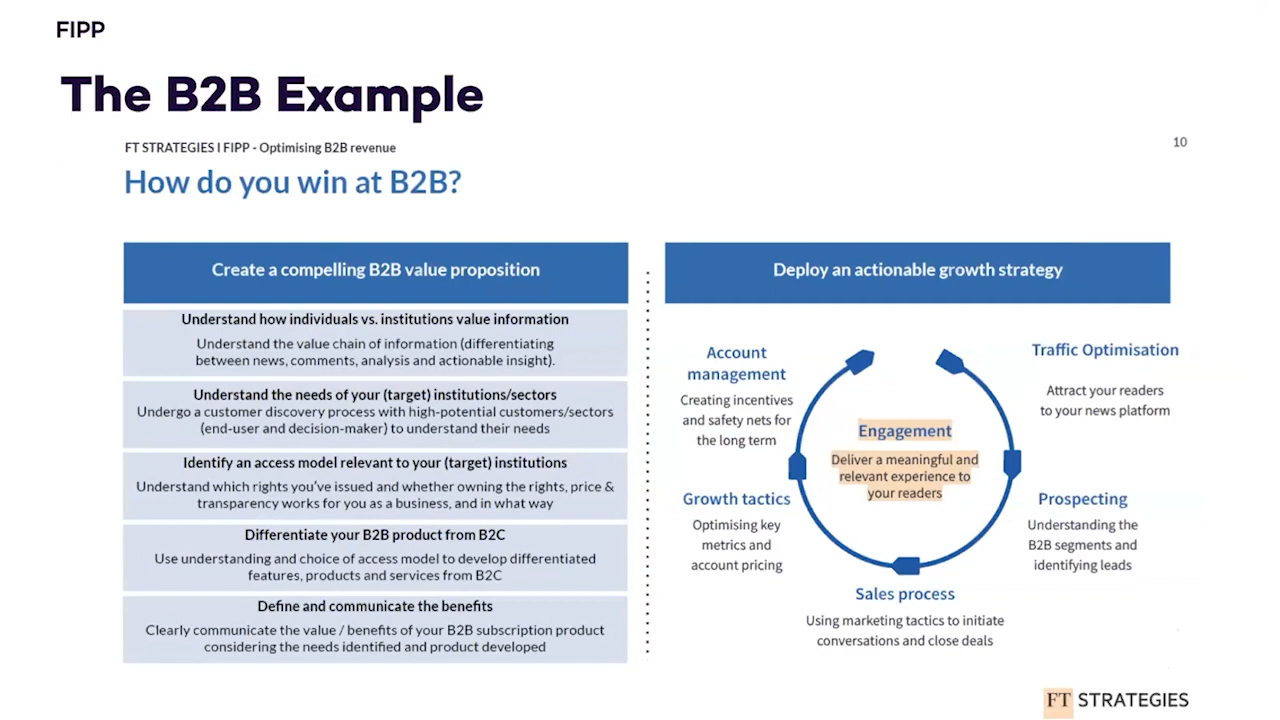 FIPP
The B2B Example
FT STRATEGIES I FIPP - Optimising B2B revenue
10
How do you win at B2B?
Create a compelling B2B value proposition
Understand how individuals vs. institutions value information
Understand the value chain of information (differentiating
between news, comments, analysis and actionable insight).
Understand the needs of your (target) institutions/sectors
Undergo a customer discovery process with high-potential customers/sectors
(end-user and decision-maker) to understand their needs
Identify an access model relevant to your (target) institutions
Understand which rights you've issued and whether owning the rights, price &
transparency works for you as a business, and in what way
Differentiate your B2B product from B2C
Use understanding and choice of access model to develop differentiated
features, products and services from B2C
Define and communicate the benefits
Clearly communicate the value / benefits of your B2B subscription product
considering the needs identified and product developed
Deploy an actionable growth strategy
Traffic Optimisation
Attract your readers
to your news platform
Prospecting
Understanding the
B2B segments and
identifying leads
Sales process
Using marketing tactics to initiate
conversations and close deals
Growth tactics
Optimising key
metrics and
account pricing
Account
management
Creating incentives
and safety nets for
the long term
Engagement
Deliver a meaningful and
relevant experience to
your readers
FT STRATEGIES